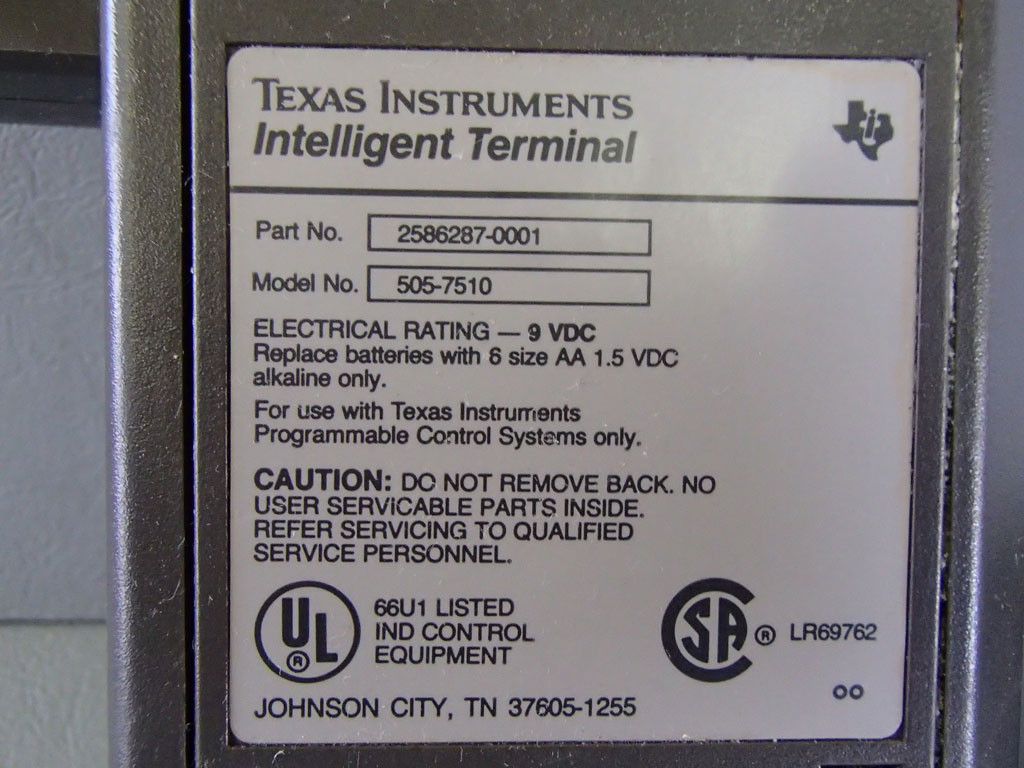 TEXAS INSTRUMENTS
Intelligent Terminal
Part No. 2586287-0001
Model No. 505-7510
ELECTRICAL RATING — 9 VDC
Replace batteries with 6 size AA 1.5 VDC
alkaline only.
For use with Texas Instruments
Programmable Control Systems only.
CAUTION: DO NOT REMOVE BACK. NO
USER SERVICABLE PARTS INSIDE.
REFER SERVICING TO QUALIFIED
SERVICE PERSONNEL.
UL ® 66U1 LISTED
IND CONTROL
EQUIPMENT
SA ® LR69762
JOHNSON CITY, TN 37605-1255
OO